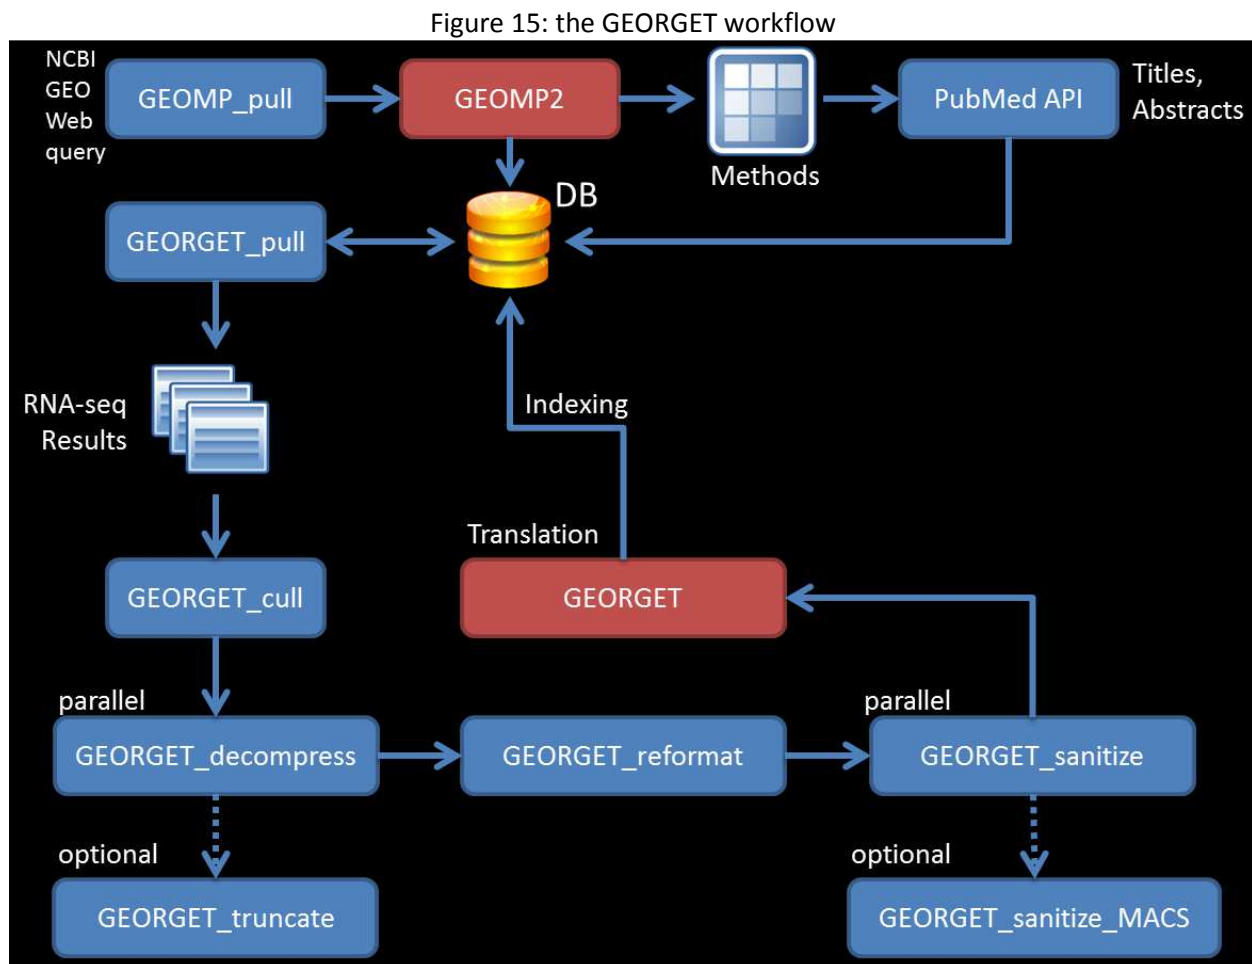 Figure 15: the GEORGET workflow
NCBI
GEO
Web
query
GEOMP_pull
GEOMP2
Methods
PubMed API
Titles,
Abstracts
DB
GEORGET_pull
RNA-seq
Results
Indexing
GEORGET_cull
Translation
GEORGET
parallel
GEORGET_decompress
GEORGET_reformat
parallel
GEORGET_sanitize
optional
GEORGET_truncate
optional
GEORGET_sanitize_MACS